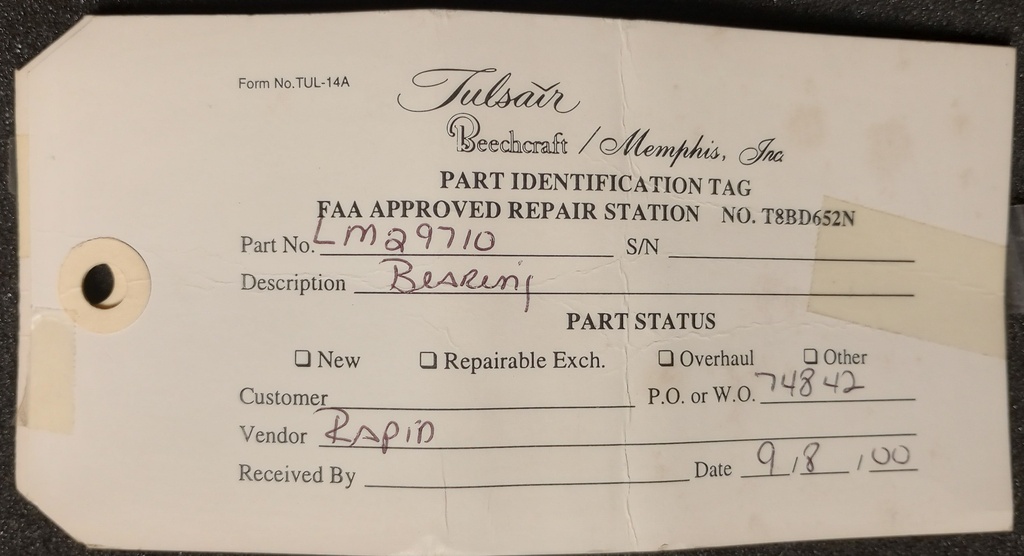 Form No.TUL-14A
Tulsair
Beechcraft / Memphis, Inc.
PART IDENTIFICATION TAG
FAA APPROVED REPAIR STATION NO. T8BD652N
Part No. LM29710 S/N
Description Bearing
PART STATUS
❏ New ❏ Repairable Exch. ❏ Overhaul ❏ Other
Customer P.O. or W.O. 74842
Vendor RAPID
Received By Date 9/8/00